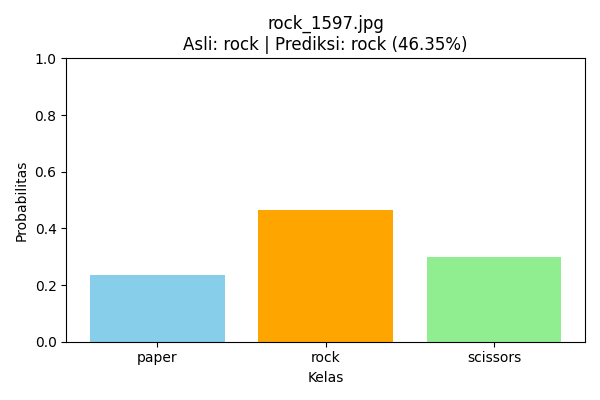 rock_1597.jpg
Asli: rock | Prediksi: rock (46.35%)
1.0
0.8
0.6
0.4
0.2
0.0
Probabilitas
paper rock scissors
Kelas